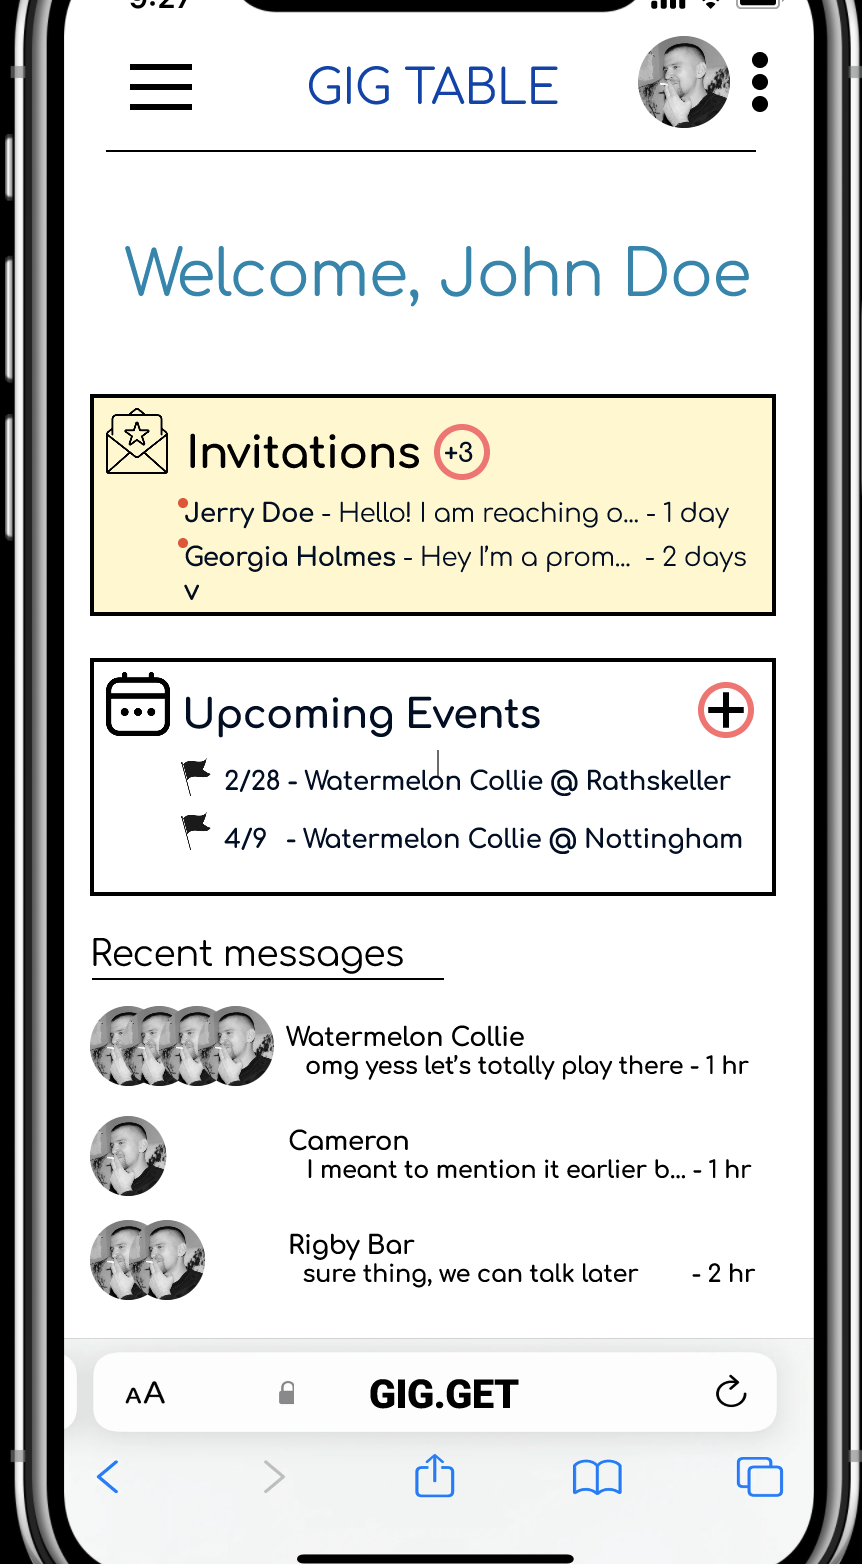 9:27
GIG TABLE
Welcome, John Doe
Invitations +3
Jerry Doe - Hello! I am reaching o... - 1 day
Georgia Holmes - Hey I'm a prom... - 2 days
v
Upcoming Events
2/28 - Watermelon Collie @ Rathskeller
4/9 - Watermelon Collie @ Nottingham
Recent messages
Watermelon Collie
omg yess let's totally play there - 1 hr
Cameron
I meant to mention it earlier b... - 1 hr
Rigby Bar
sure thing, we can talk later - 2 hr
AA GIG.GET